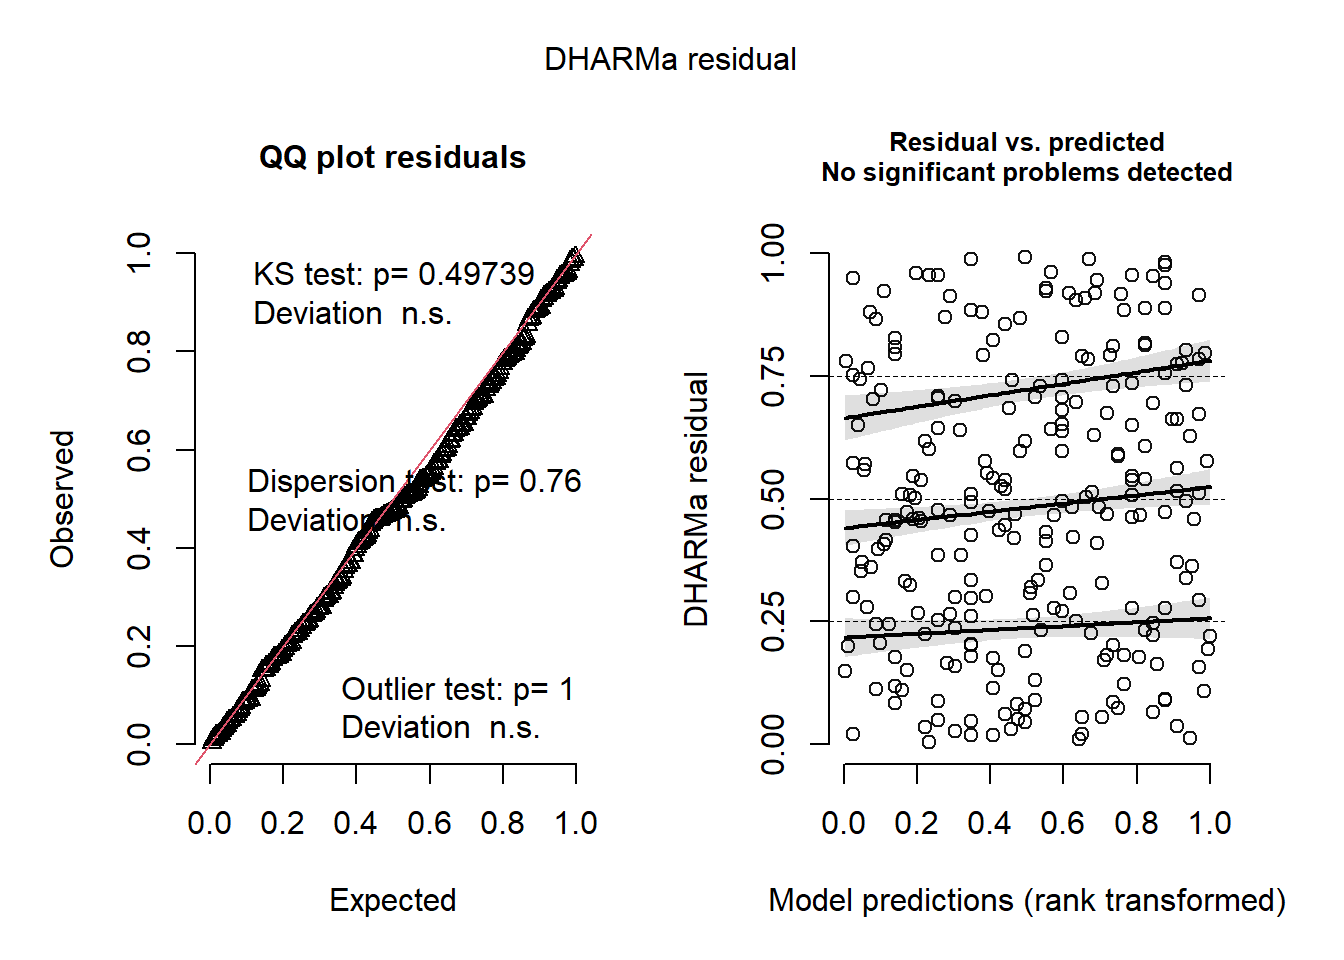 DHARMa residual
QQ plot residuals
KS test: p= 0.49739
Deviation  n.s.
Dispersion test: p= 0.76
Deviation  n.s.
Outlier test: p= 1
Deviation  n.s.
Observed
0.0
0.2
0.4
0.6
0.8
1.0
0.0 0.2 0.4 0.6 0.8 1.0
Expected
Residual vs. predicted
No significant problems detected
DHARMa residual
0.00
0.25
0.50
0.75
1.00
0.0 0.2 0.4 0.6 0.8 1.0
Model predictions (rank transformed)